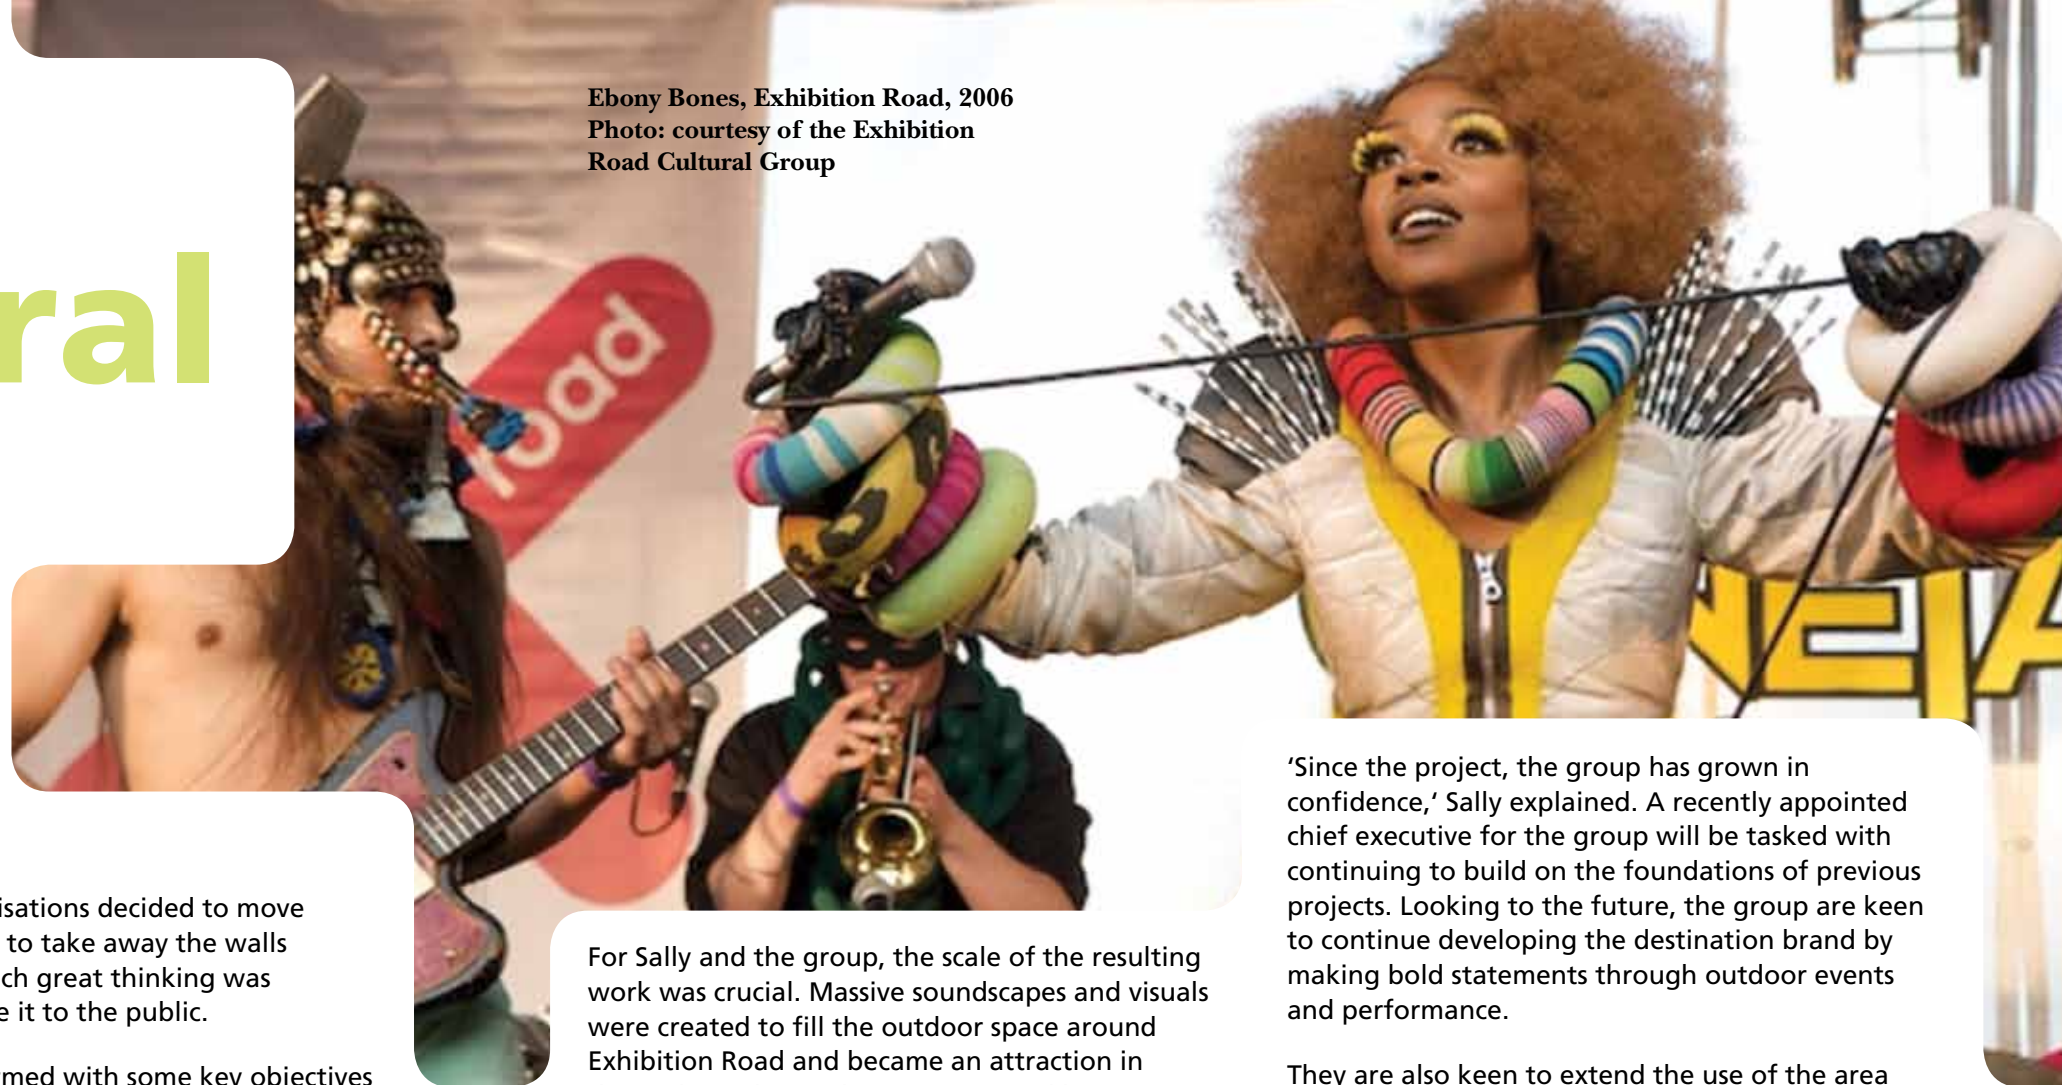 Ebony Bones, Exhibition Road, 2006
Photo: courtesy of the Exhibition
Road Cultural Group
ral
road
isations decided to move
to take away the walls
ch great thinking was
e it to the public.
rmed with some key objectives
For Sally and the group, the scale of the resulting
work was crucial. Massive soundscapes and visuals
were created to fill the outdoor space around
Exhibition Road and became an attraction in
‘Since the project, the group has grown in
confidence,‘ Sally explained. A recently appointed
chief executive for the group will be tasked with
continuing to build on the foundations of previous
projects. Looking to the future, the group are keen
to continue developing the destination brand by
making bold statements through outdoor events
and performance.
They are also keen to extend the use of the area